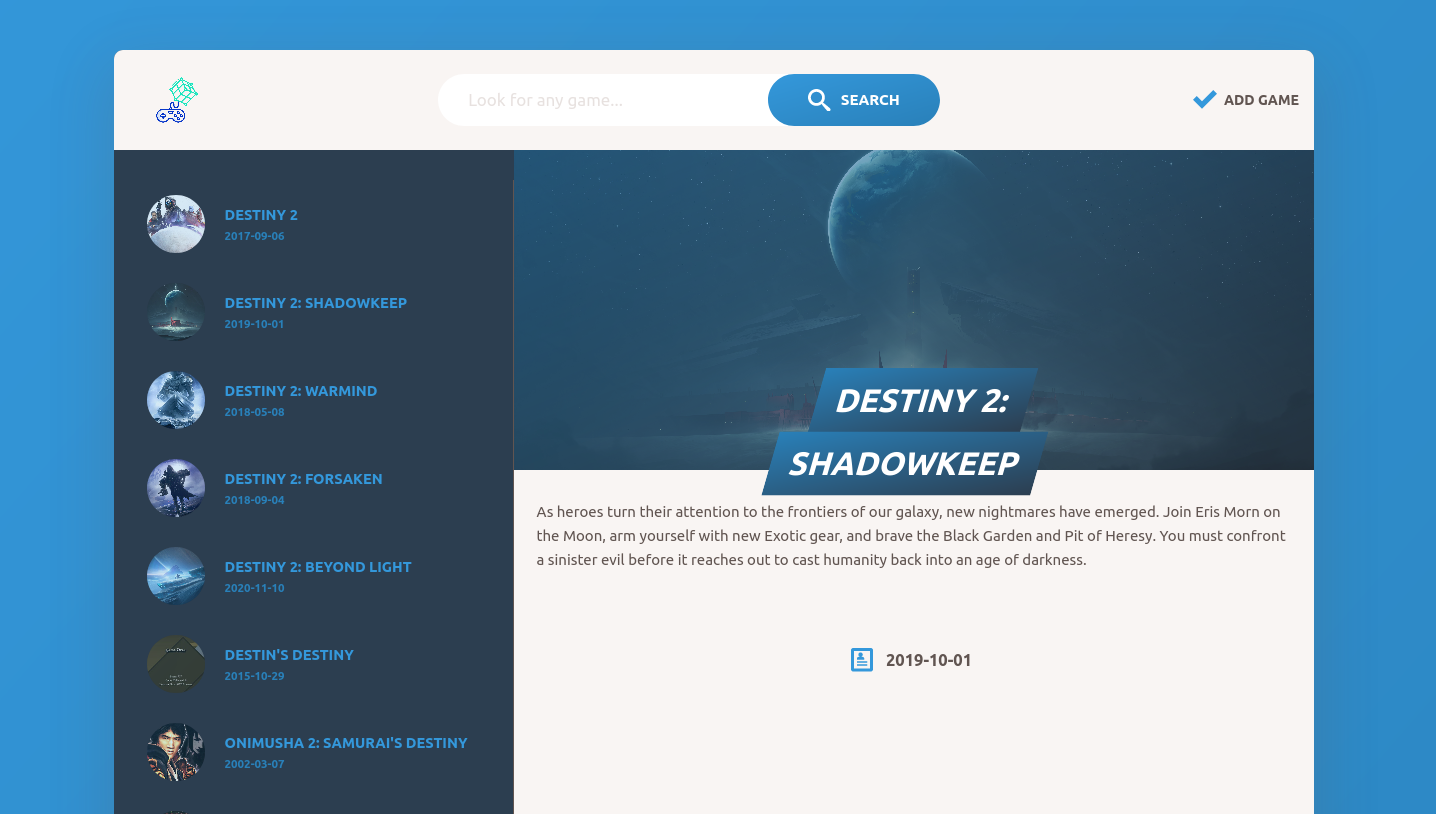 Look for any game...
SEARCH
ADD GAME
DESTINY 2
2017-09-06
DESTINY 2: SHADOWKEEP
2019-10-01
DESTINY 2: WARMIND
2018-05-08
DESTINY 2: FORSAKEN
2018-09-04
DESTINY 2: BEYOND LIGHT
2020-11-10
DESTIN'S DESTINY
2015-10-29
ONIMUSHA 2: SAMURAI'S DESTINY
2002-03-07
DESTINY 2:
SHADOWKEEP
As heroes turn their attention to the frontiers of our galaxy, new nightmares have emerged. Join Eris Morn on
the Moon, arm yourself with new Exotic gear, and brave the Black Garden and Pit of Heresy. You must confront
a sinister evil before it reaches out to cast humanity back into an age of darkness.
2019-10-01